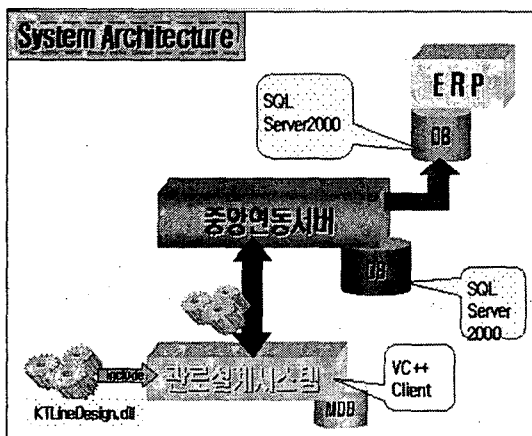 System Architecture
ERP
SQL
Server2000
DB
중앙연동서버
DB
SQL
Server
2000
include
관로설계시스템
VC++
Client
KTLineDesign.dll
MDB